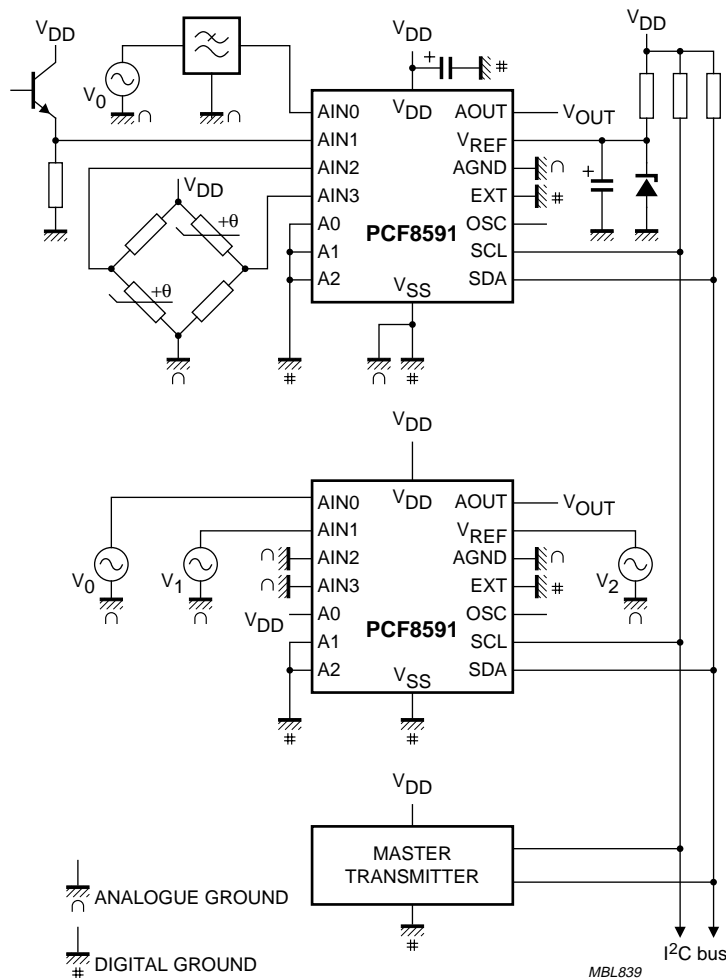 VDD
V0
VDD
VDD
AIN0
AIN1
AIN2
AIN3
A0
A1
A2
VDD
AOUT
VREF
AGND
EXT
OSC
SCL
SDA
PCF8591
VSS
VOUT
+
#
∩
∩
VDD
+θ
+θ
∩
#
∩
#
∩
#
+
VDD
VDD
AIN0
AIN1
AIN2
AIN3
A0
A1
A2
VDD
AOUT
VREF
AGND
EXT
OSC
SCL
SDA
PCF8591
VSS
VOUT
V0
∩
V1
∩
∩
∩
VDD
∩
#
V2
∩
#
#
VDD
MASTER
TRANSMITTER
#
∩ ANALOGUE GROUND
# DIGITAL GROUND
I²C bus
MBL839